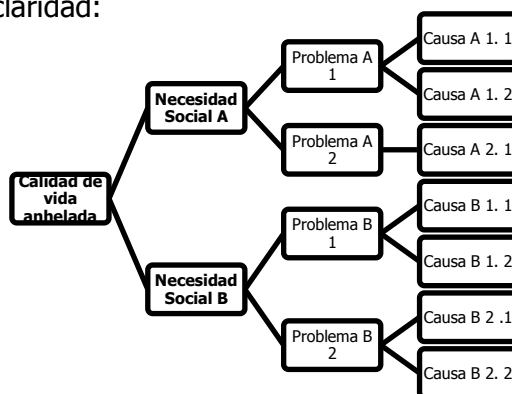 claridad:
Calidad de
vida
anhelada
Necesidad
Social A
Problema A
1
Causa A 1. 1
Causa A 1. 2
Problema A
2
Causa A 2. 1
Necesidad
Social B
Problema B
1
Causa B 1. 1
Causa B 1. 2
Problema B
2
Causa B 2 .1
Causa B 2. 2